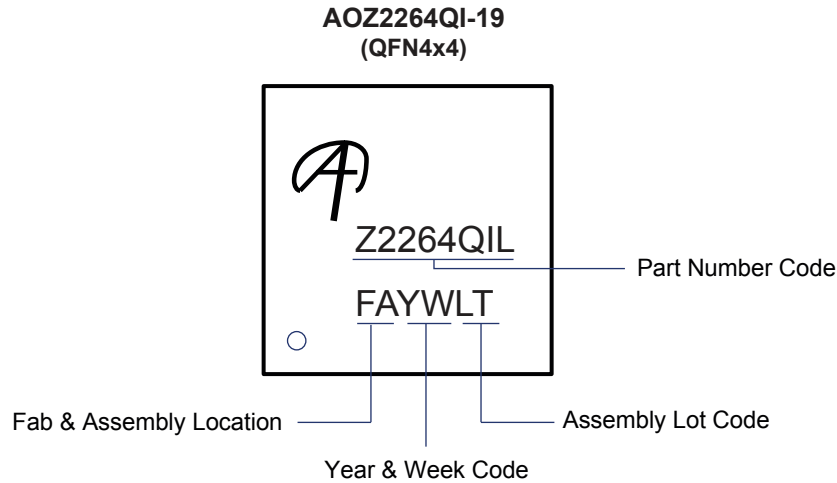 AOZ2264QI-19
(QFN4x4)
Z2264QIL
Part Number Code
FAYWLT
Fab & Assembly Location
Assembly Lot Code
Year & Week Code